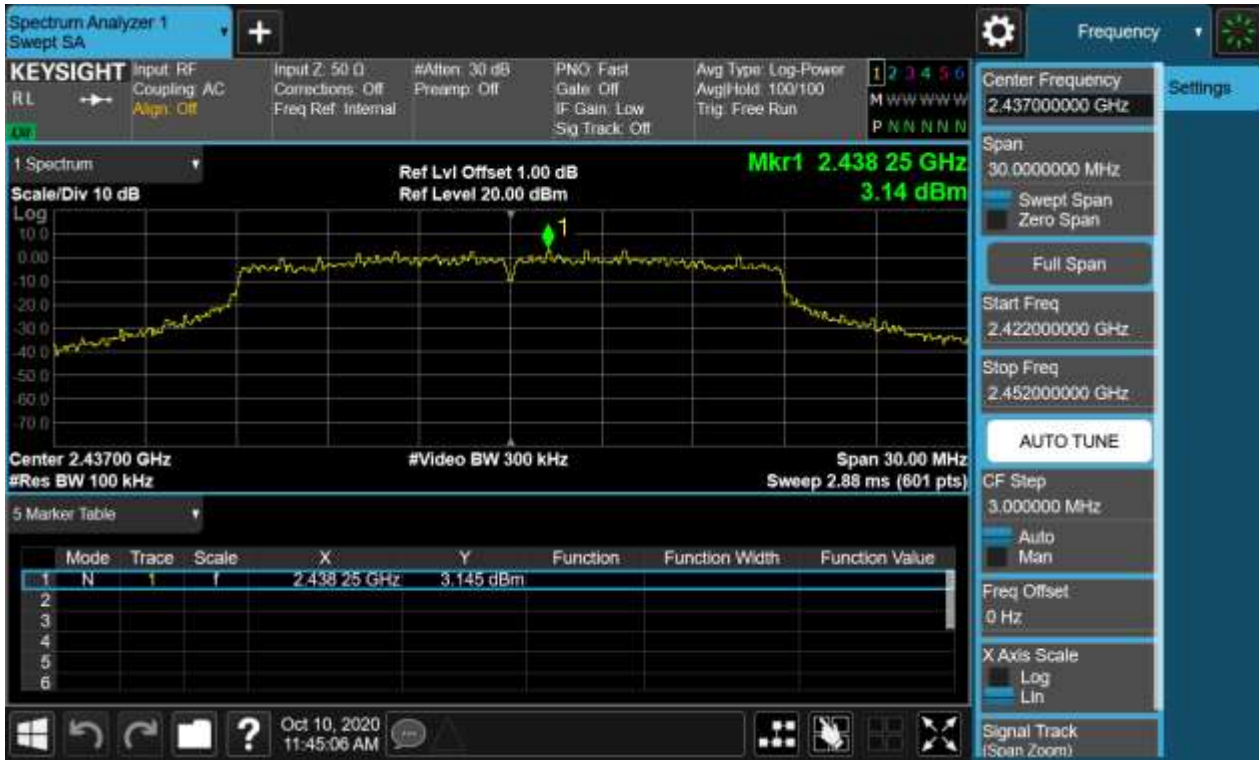 Spectrum Analyzer 1
Swept SA
+
Frequency
KEYSIGHT
RL
Input: RF
Coupling: AC
Align: Off
Input Z: 50 Ω
Corrections: Off
Freq Ref: Internal
#Atten: 30 dB
Preamp: Off
PNO: Fast
Gate: Off
IF Gain: Low
Sig Track: Off
Avg Type: Log-Power
Avg|Hold: 100/100
Trig: Free Run
1 2 3 4 5 6
M W W W W W
P N N N N N
1 Spectrum
Scale/Div 10 dB
Ref Lvl Offset 1.00 dB
Ref Level 20.00 dBm
Mkr1 2.438 25 GHz
3.14 dBm
Log
10.0
0.00
-10.0
-20.0
-30.0
-40.0
-50.0
-60.0
-70.0
1
Center 2.43700 GHz
#Video BW 300 kHz
Span 30.00 MHz
#Res BW 100 kHz
Sweep 2.88 ms (601 pts)
5 Marker Table
Mode Trace Scale X Y Function Function Width Function Value
1 N 1 f 2.438 25 GHz 3.145 dBm
2
3
4
5
6
?
Oct 10, 2020
11:45:06 AM
Center Frequency
2.437000000 GHz
Settings
Span
30.0000000 MHz
Swept Span
Zero Span
Full Span
Start Freq
2.422000000 GHz
Stop Freq
2.452000000 GHz
AUTO TUNE
CF Step
3.000000 MHz
Auto
Man
Freq Offset
0 Hz
X Axis Scale
Log
Lin
Signal Track
(Span Zoom)